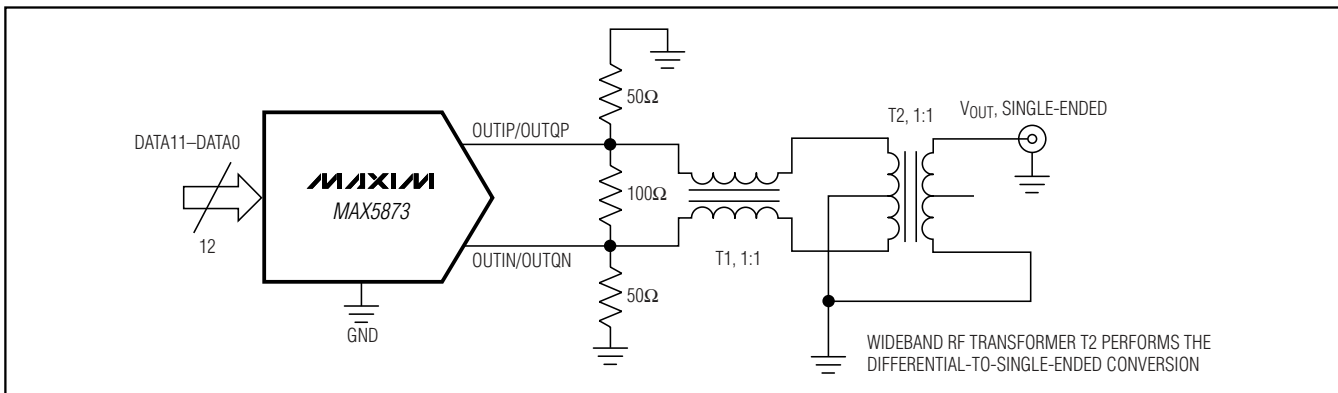 50Ω
T2, 1:1
VOUT, SINGLE-ENDED
OUTIP/OUTQP
DATA11–DATA0
MAXIM
MAX5873
100Ω
12
OUTIN/OUTQN
T1, 1:1
50Ω
GND
WIDEBAND RF TRANSFORMER T2 PERFORMS THE
DIFFERENTIAL-TO-SINGLE-ENDED CONVERSION